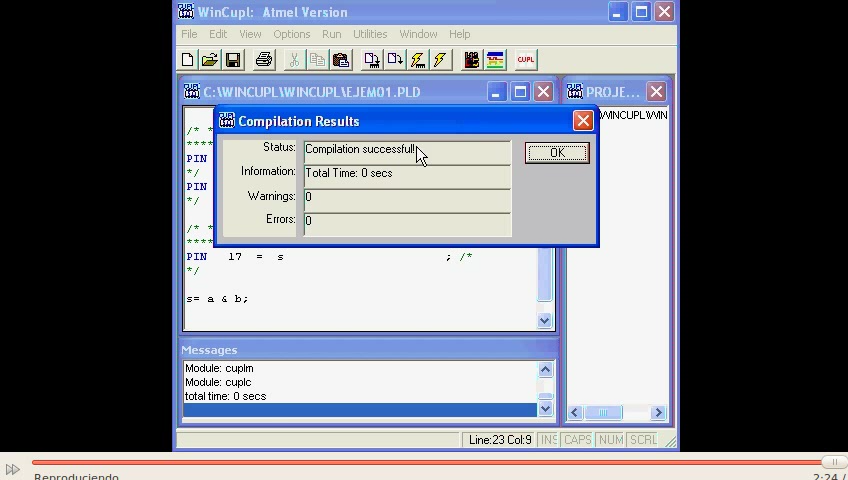 WinCupl: Atmel Version
File Edit View Options Run Utilities Window Help
CUPL
C:\WINCUPL\WINCUPL\EJEM01.PLD
PROJE...
Compilation Results
\WINCUPL\WIN
/* *
****
PIN
*/
PIN
*/
Status: Compilation successful!
OK
Information: Total Time: 0 secs
Warnings: 0
Errors: 0
/* *
****
PIN 17 = s ; /*
*/
s= a & b;
Messages
Module: cuplm
Module: cuplc
total time: 0 secs
Line:23 Col:9 INS CAPS NUM SCRL
Reproduciendo
2:24 /